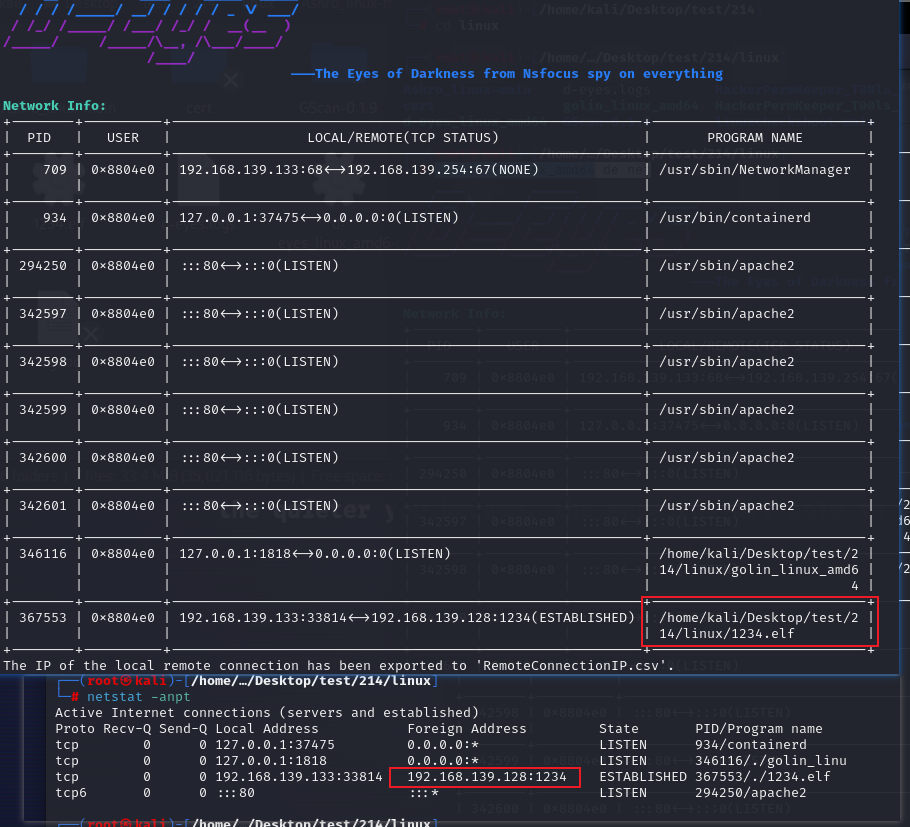 ———The Eyes of Darkness from Nsfocus spy on everything
Network Info:
PID | USER | LOCAL/REMOTE(TCP STATUS) | PROGRAM NAME
709 | 0×8804e0 | 192.168.139.133:68<->192.168.139.254:67(NONE) | /usr/sbin/NetworkManager
934 | 0×8804e0 | 127.0.0.1:37475<->0.0.0.0:0(LISTEN) | /usr/bin/containerd
294250 | 0×8804e0 | :::80<->:::0(LISTEN) | /usr/sbin/apache2
342597 | 0×8804e0 | :::80<->:::0(LISTEN) | /usr/sbin/apache2
342598 | 0×8804e0 | :::80<->:::0(LISTEN) | /usr/sbin/apache2
342599 | 0×8804e0 | :::80<->:::0(LISTEN) | /usr/sbin/apache2
342600 | 0×8804e0 | :::80<->:::0(LISTEN) | /usr/sbin/apache2
342601 | 0×8804e0 | :::80<->:::0(LISTEN) | /usr/sbin/apache2
346116 | 0×8804e0 | 127.0.0.1:1818<->0.0.0.0:0(LISTEN) | /home/kali/Desktop/test/2
14/linux/golin_linux_amd6
4
367553 | 0×8804e0 | 192.168.139.133:33814<->192.168.139.128:1234(ESTABLISHED) | /home/kali/Desktop/test/2
14/linux/1234.elf
The IP of the local remote connection has been exported to 'RemoteConnectionIP.csv'.
┌──(root㉿kali)-[/home/…/Desktop/test/214/linux]
└─# netstat -anpt
Active Internet connections (servers and established)
Proto Recv-Q Send-Q Local Address Foreign Address State PID/Program name
tcp 0 0 127.0.0.1:37475 0.0.0.0:* LISTEN 934/containerd
tcp 0 0 127.0.0.1:1818 0.0.0.0:* LISTEN 346116/./golin_linu
tcp 0 0 192.168.139.133:33814 192.168.139.128:1234 ESTABLISHED 367553/./1234.elf
tcp6 0 0 :::80 :::* LISTEN 294250/apache2
┌──(root㉿kali)-[/home/…/Desktop/test/214/linux]